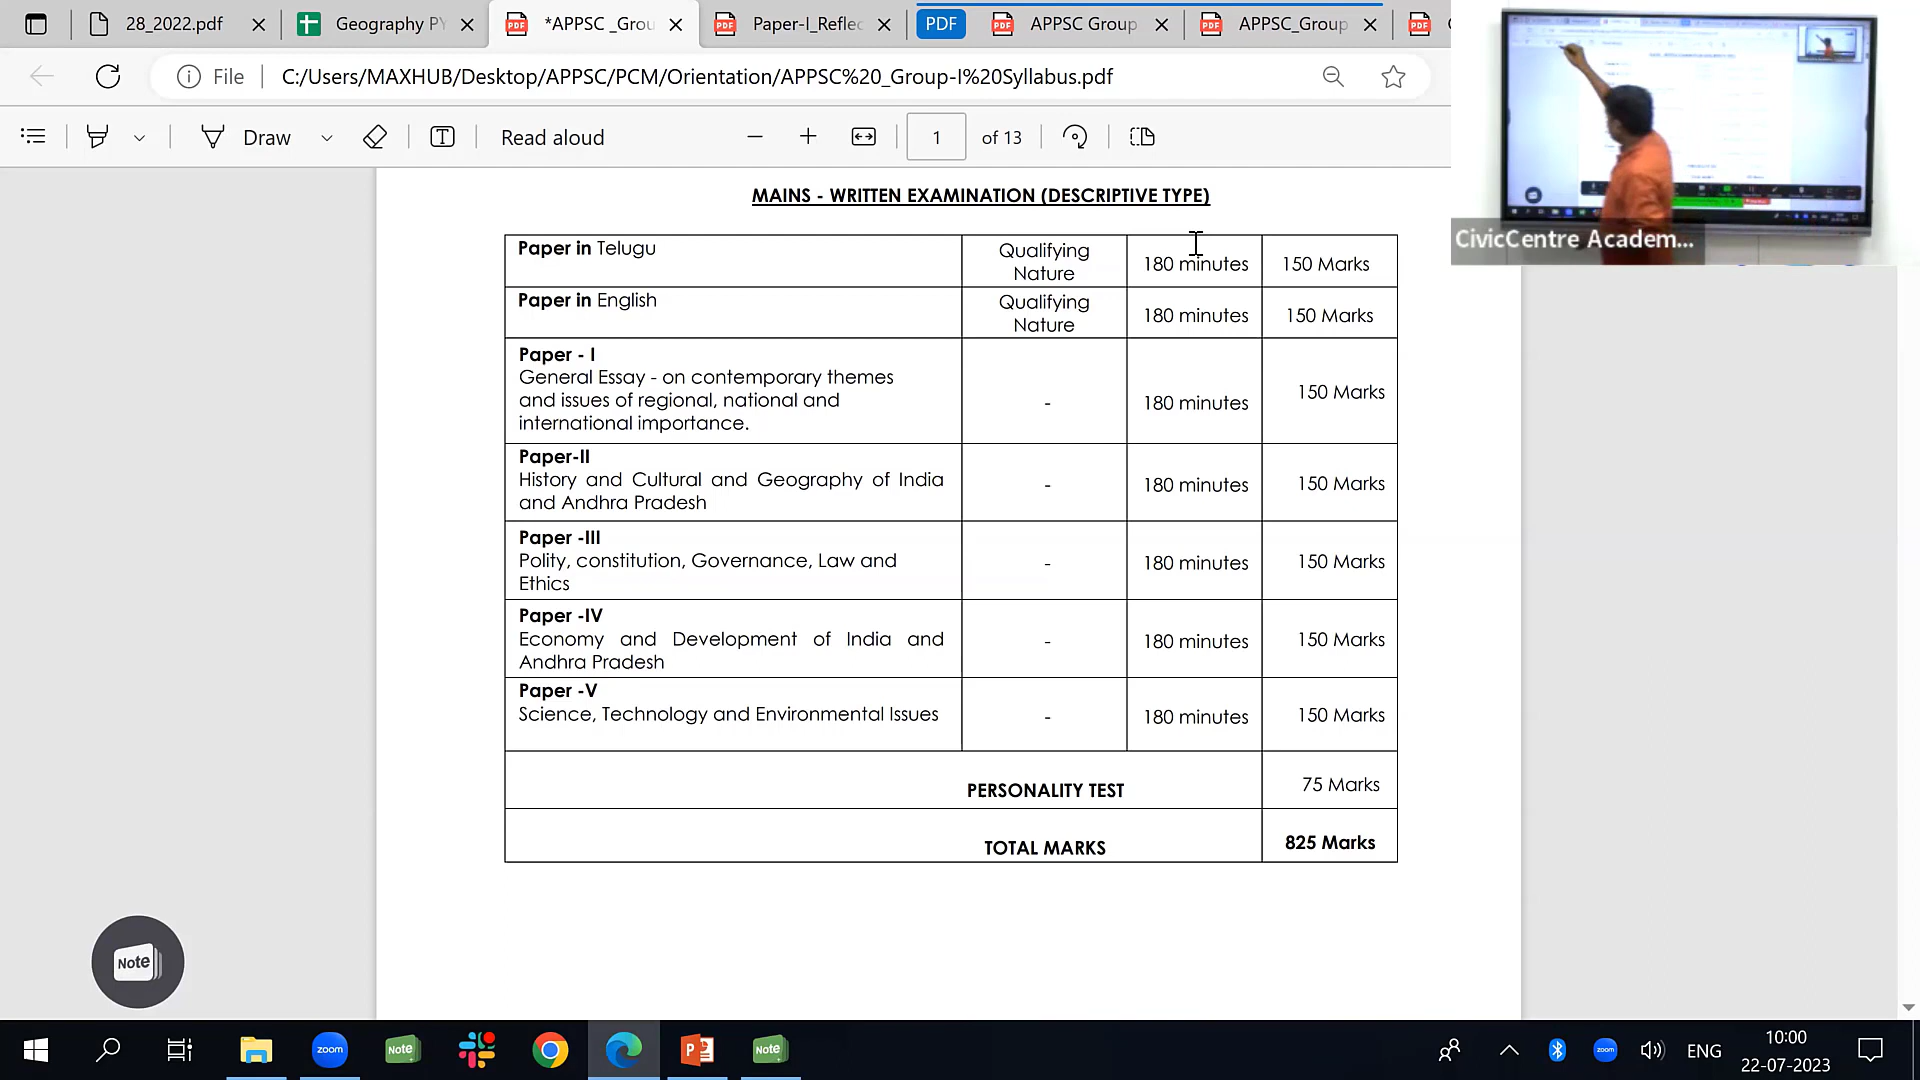 28_2022.pdf
Geography PY
*APPSC _Grou
Paper-I_Reflec
PDF
APPSC Group
APPSC_Group
File
C:/Users/MAXHUB/Desktop/APPSC/PCM/Orientation/APPSC%20_Group-I%20Syllabus.pdf
Draw
Read aloud
1
of 13
CivicCentre Academ...
MAINS - WRITTEN EXAMINATION (DESCRIPTIVE TYPE)
Paper in Telugu
Qualifying
Nature
180 minutes
150 Marks
Paper in English
Qualifying
Nature
180 minutes
150 Marks
Paper - I
General Essay - on contemporary themes
and issues of regional, national and
international importance.
-
180 minutes
150 Marks
Paper-II
History and Cultural and Geography of India
and Andhra Pradesh
-
180 minutes
150 Marks
Paper -III
Polity, constitution, Governance, Law and
Ethics
-
180 minutes
150 Marks
Paper -IV
Economy and Development of India and
Andhra Pradesh
-
180 minutes
150 Marks
Paper -V
Science, Technology and Environmental Issues
-
180 minutes
150 Marks
PERSONALITY TEST
75 Marks
TOTAL MARKS
825 Marks
Note
zoom
Note
Note
zoom
ENG
10:00
22-07-2023